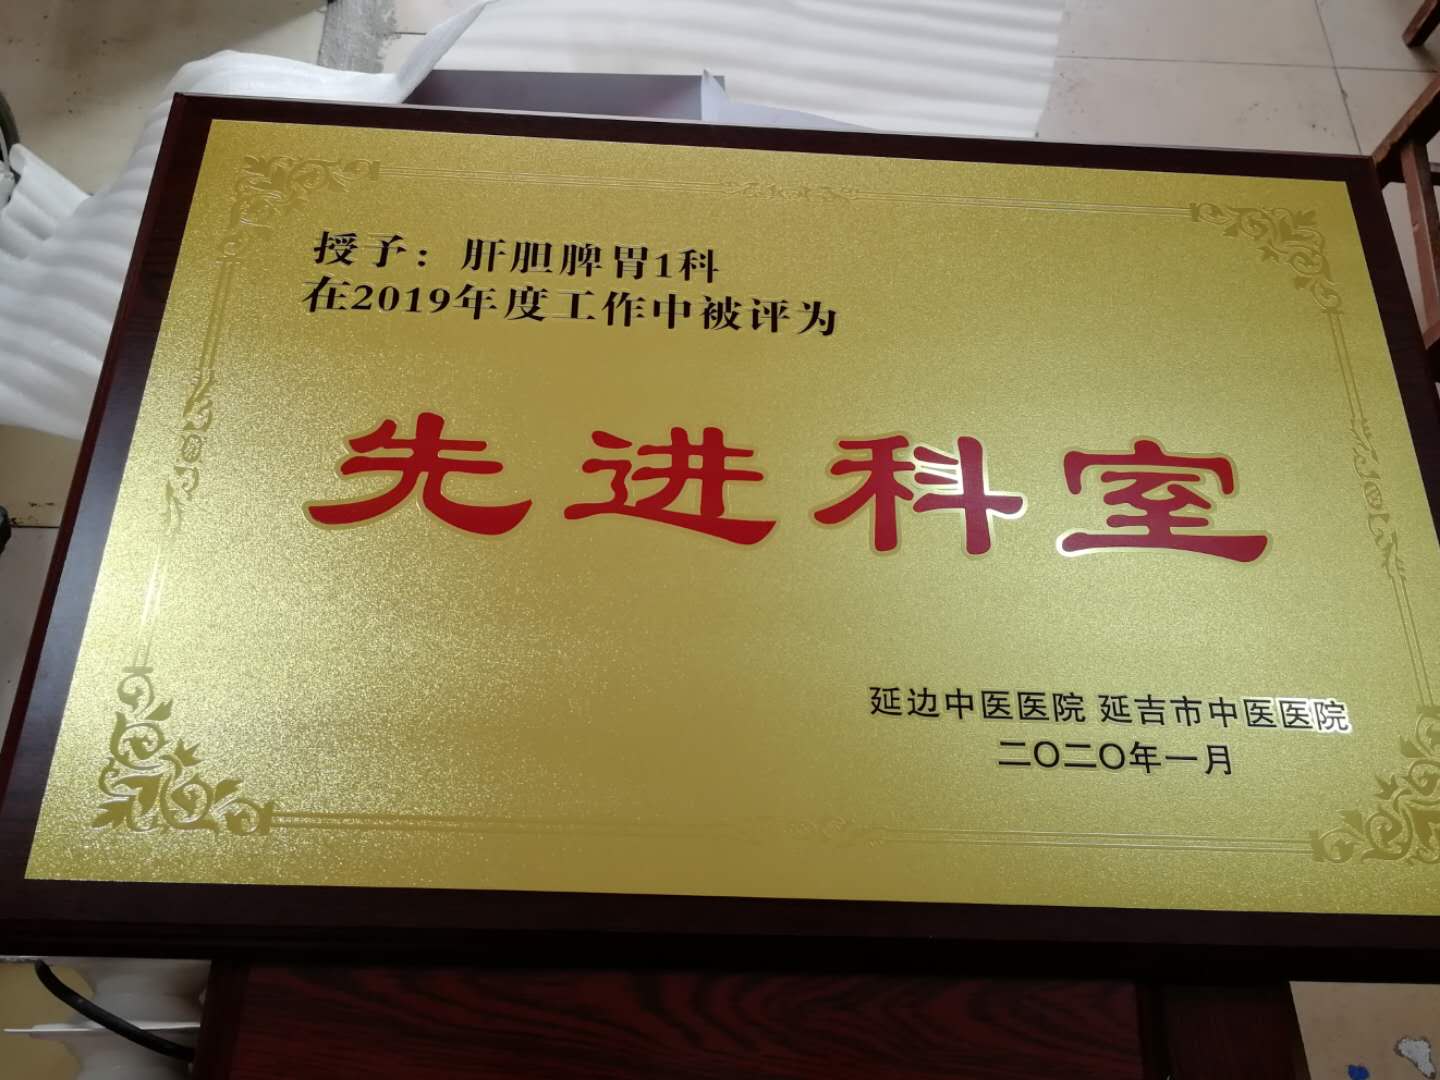 授予：肝胆脾胃1科
在2019年度工作中被评为
先进科室
延边中医医院 延吉市中医医院
二〇二〇年一月